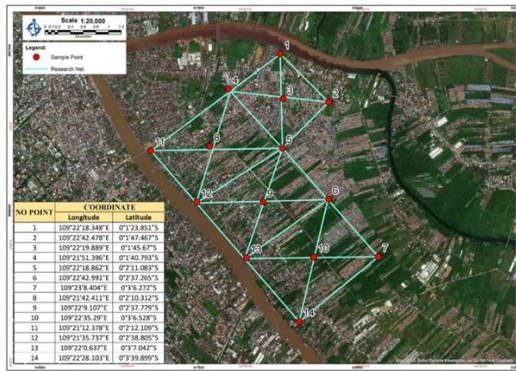 Scale 1:20,000
Kilometer
Legend:
Sample Point
Research Net
1
4
3
2
8
5
11
12
9
6
13
10
7
14
NO POINT COORDINATE
Longitude Latitude
1 109°22'18.348"E 0°1'23.851"S
2 109°22'42.478"E 0°1'47.467"S
3 109°22'19.889"E 0°1'45.67"S
4 109°21'51.396"E 0°1'40.793"S
5 109°22'18.862"E 0°2'11.083"S
6 109°22'42.991"E 0°2'37.265"S
7 109°23'8.404"E 0°3'6.272"S
8 109°21'42.411"E 0°2'10.312"S
9 109°22'9.107"E 0°2'37.779"S
10 109°22'35.29"E 0°3'6.528"S
11 109°21'12.378"E 0°2'12.109"S
12 109°21'35.737"E 0°2'38.805"S
13 109°22'0.637"E 0°3'7.042"S
14 109°22'28.103"E 0°3'39.899"S